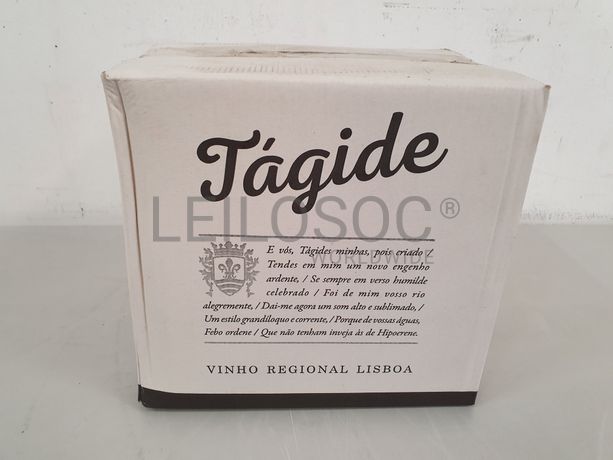 Tágide
LEILOSOC®
WORLDWIDE
E vós, Tágides minhas, pois criado /
Tendes em mim um novo engenho
ardente, / Se sempre em verso humilde
celebrado / Foi de mim vosso rio
alegremente, / Dai-me agora um som alto e sublimado, /
Um estilo grandíloquo e corrente, / Porque de vossas águas,
Febo ordene / Que não tenham inveja às de Hipocrene.
VINHO REGIONAL LISBOA